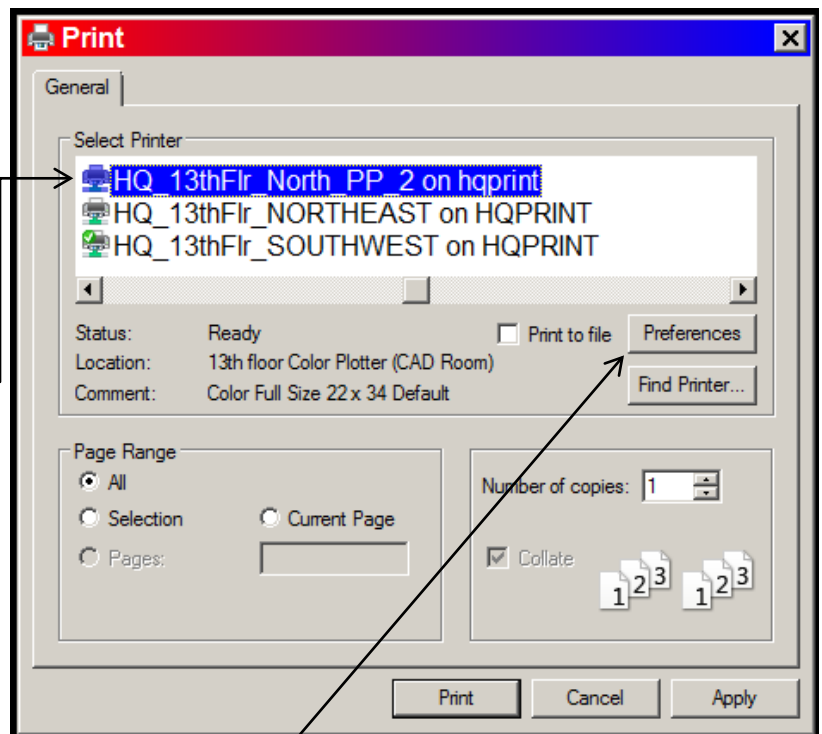 Print
General
Select Printer
HQ_13thFlr_North_PP_2 on hqprint
HQ_13thFlr_NORTHEAST on HQPRINT
HQ_13thFlr_SOUTHWEST on HQPRINT
Status: Ready Print to file Preferences
Location: 13th floor Color Plotter (CAD Room)
Comment: Color Full Size 22 x 34 Default Find Printer...
Page Range
All Number of copies: 1
Selection Current Page
Pages: Collate 1 2 3 1 2 3
Print Cancel Apply